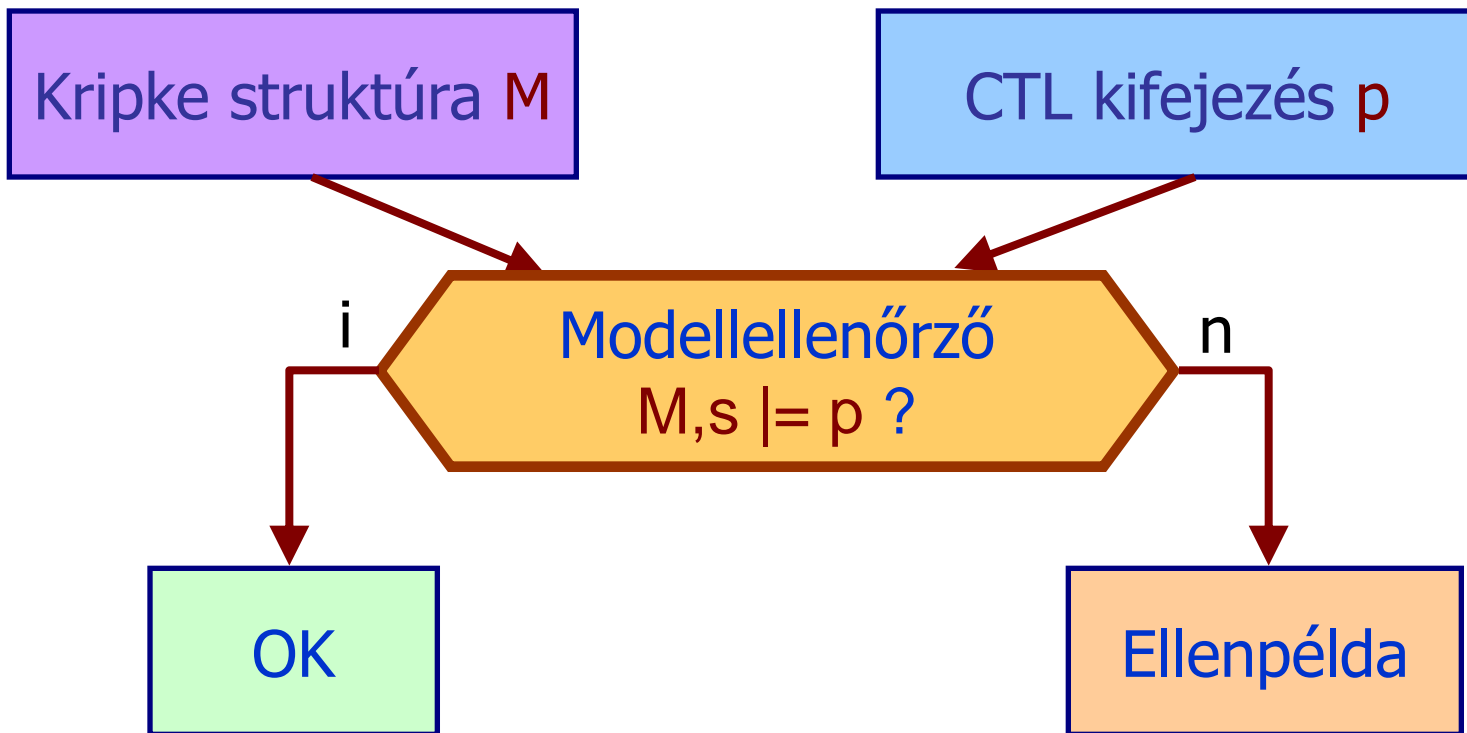 Kripke struktúra M
CTL kifejezés p
i
Modellellenőrző
M,s |= p ?
n
OK
Ellenpélda